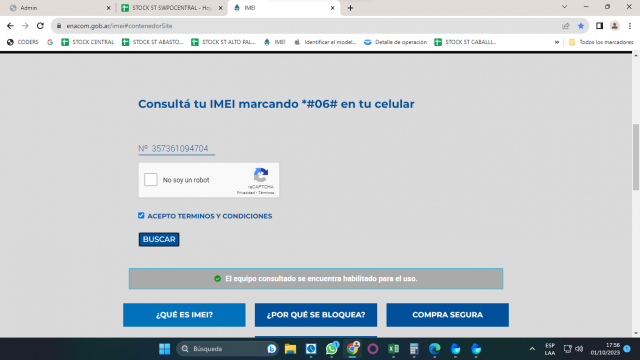 Admin
STOCK ST SWPOCENTRAL - Ho
IMEI
enacom.gob.ar/imei#contenedorSite
CODERS
STOCK CENTRAL
STOCK ST ABASTO...
STOCK ST ALTO PAL...
IMEI
Identificar el model...
Detalle de operación
STOCK ST CABALLI...
»
Todos los marcadores
Consultá tu IMEI marcando *#06# en tu celular
Nº 357361094704
No soy un robot
reCAPTCHA
Privacidad - Términos
ACEPTO TERMINOS Y CONDICIONES
BUSCAR
El equipo consultado se encuentra habilitado para el uso.
¿QUÉ ES IMEI?
¿POR QUÉ SE BLOQUEA?
COMPRA SEGURA
Búsqueda
ESP
LAA
17:56
01/10/2023